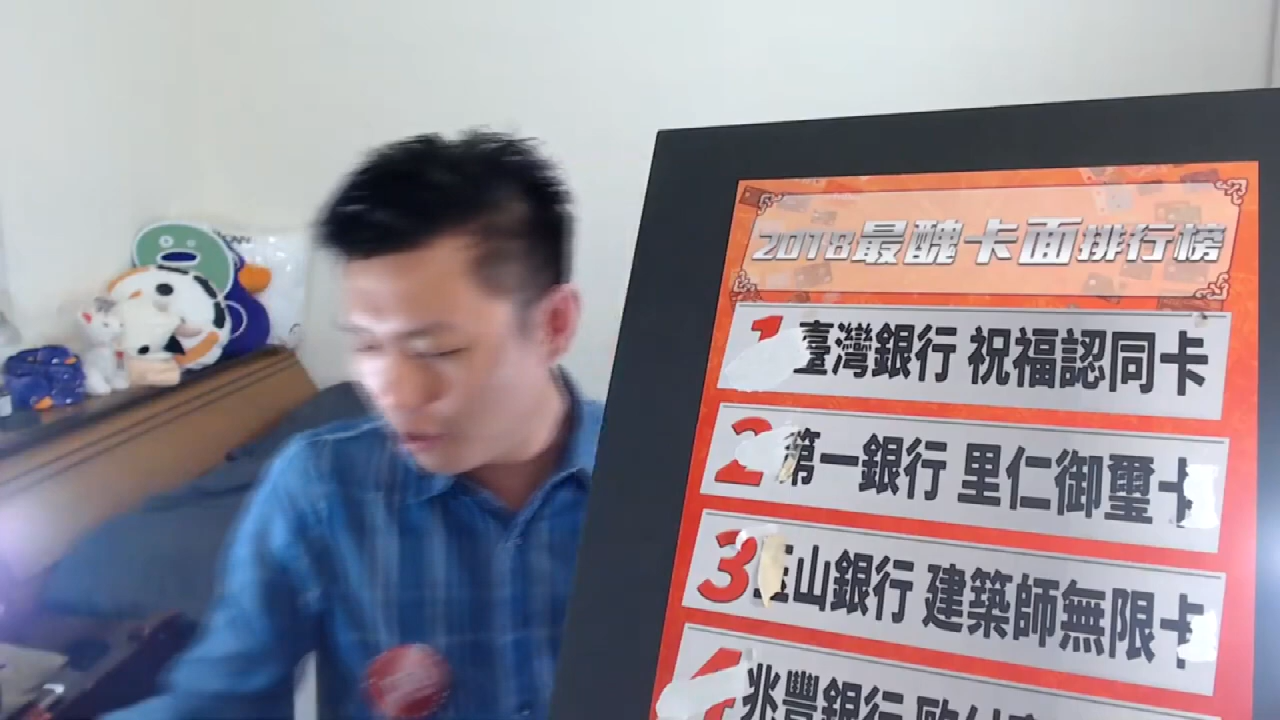 2018最醜卡面排行榜
1 臺灣銀行 祝福認同卡
2 第一銀行 里仁御璽卡
3 玉山銀行 建築師無限卡
4 兆豐銀行